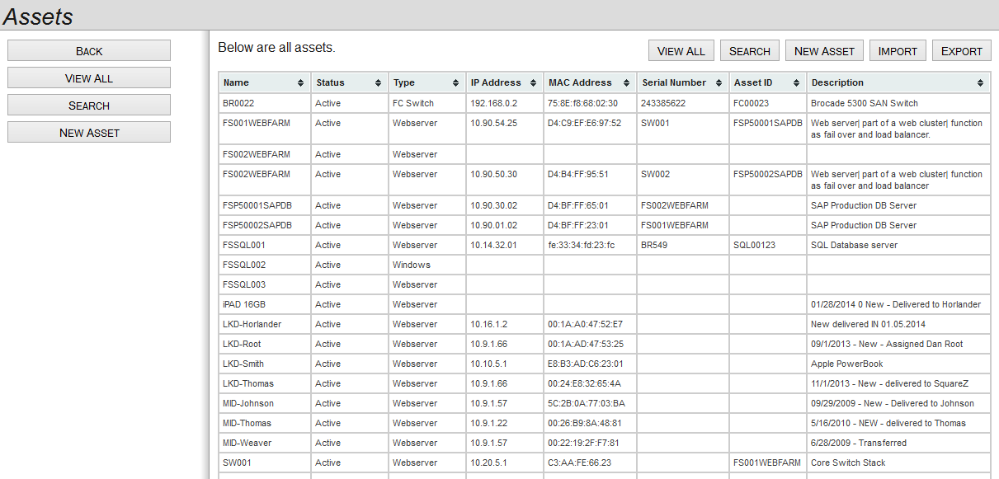 Assets
BACK
VIEW ALL
SEARCH
NEW ASSET
Below are all assets.
VIEW ALL SEARCH NEW ASSET IMPORT EXPORT
Name Status Type IP Address MAC Address Serial Number Asset ID Description
BR0022 Active FC Switch 192.168.0.2 75:8E:f8:68:02:30 243385622 FC00023 Brocade 5300 SAN Switch
FS001WEBFARM Active Webserver 10.90.54.25 D4:C9:EF:E6:97:52 SW001 FSP50001SAPDB Web server| part of a web cluster| function
as fail over and load balancer.
FS002WEBFARM Active Webserver
FS002WEBFARM Active Webserver 10.90.50.30 D4:B4:FF:95:51 SW002 FSP50002SAPDB Web server| part of a web cluster| function
as fail over and load balancer
FSP50001SAPDB Active Webserver 10.90.30.02 D4:BF:FF:65:01 FS002WEBFARM SAP Production DB Server
FSP50002SAPDB Active Webserver 10.90.01.02 D4:BF:FF:23:01 FS001WEBFARM SAP Production DB Server
FSSQL001 Active Webserver 10.14.32.01 fe:33:34:fd:23:fc BR549 SQL00123 SQL Database server
FSSQL002 Active Windows
FSSQL003 Active Webserver
iPAD 16GB Active Webserver 01/28/2014 0 New - Delivered to Horlander
LKD-Horlander Active Webserver 10.16.1.2 00:1A:A0:47:52:E7 New delivered IN 01.05.2014
LKD-Root Active Webserver 10.9.1.66 00:1A:AD:47:53:25 09/1/2013 - New - Assigned Dan Root
LKD-Smith Active Webserver 10.10.5.1 E8:B3:AD:C6:23:01 Apple PowerBook
LKD-Thomas Active Webserver 10.9.1.66 00:24:E8:32:65:4A 11/1/2013 - New - delivered to SquareZ
MID-Johnson Active Webserver 10.9.1.57 5C:2B:0A:77:03:BA 09/29/2009 - New - Delivered to Johnson
MID-Thomas Active Webserver 10.9.1.22 00:26:B9:8A:48:81 5/16/2010 - NEW - delivered to Thomas
MID-Weaver Active Webserver 10.9.1.57 00:22:19:2F:F7:81 6/28/2009 - Transferred
SW001 Active Webserver 10.20.5.1 C3:AA:FE:66.23 FS001WEBFARM Core Switch Stack